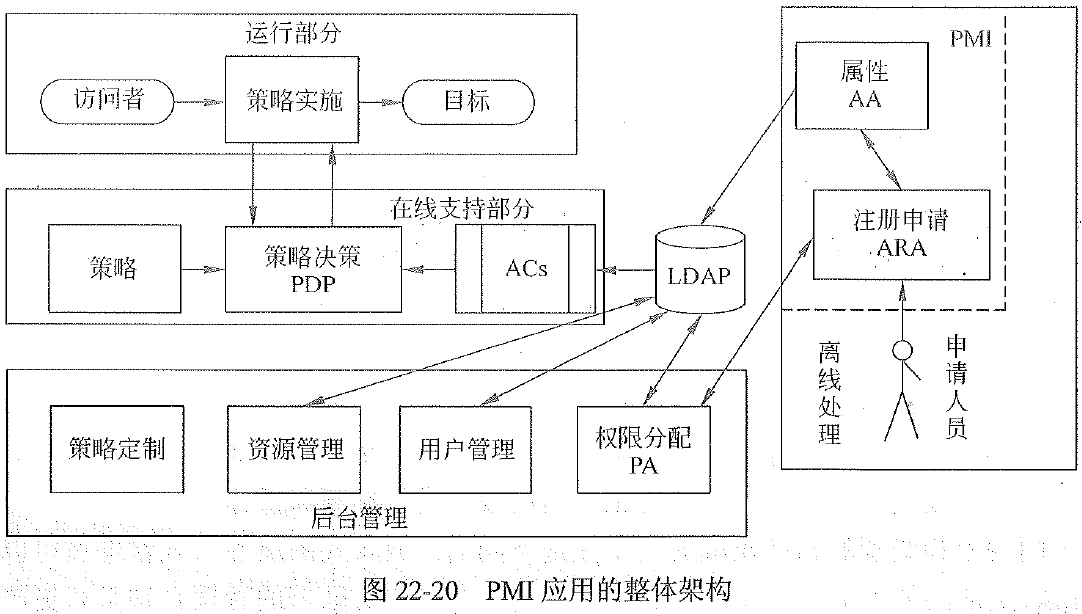 运行部分
访问者
策略实施
目标
在线支持部分
策略
策略决策
PDP
ACs
LDAP
PMI
属性
AA
注册申请
ARA
离线处理
申请人员
策略定制
资源管理
用户管理
权限分配
PA
后台管理
图 22-20 PMI 应用的整体架构